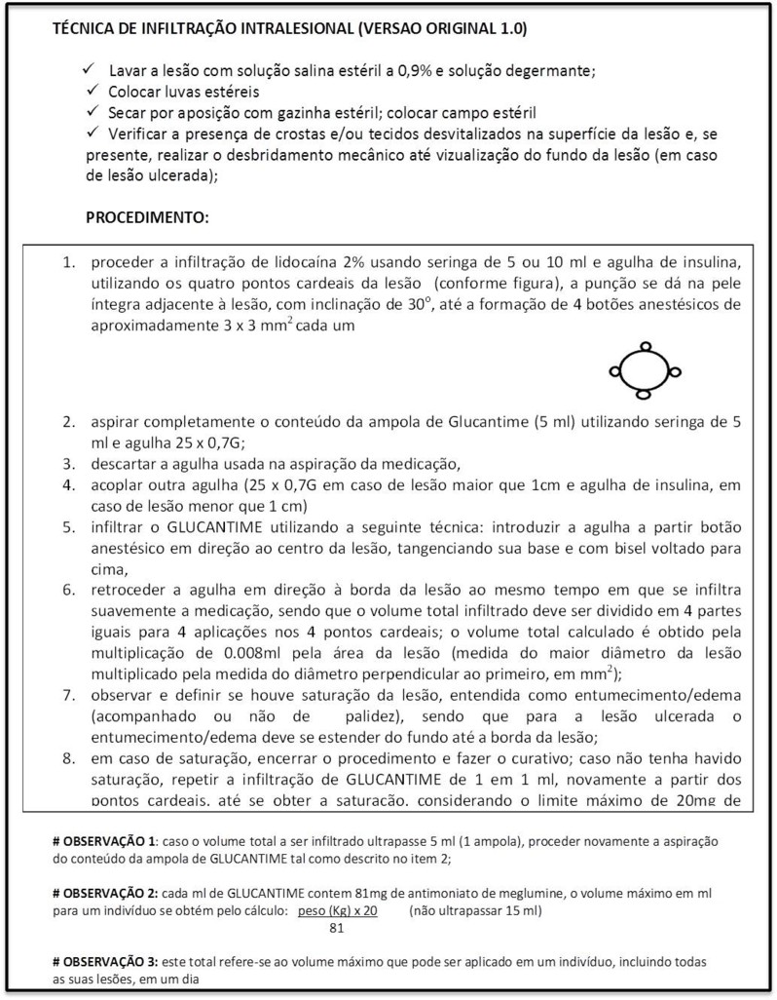 TÉCNICA DE INFILTRAÇÃO INTRALESIONAL (VERSAO ORIGINAL 1.0)
✓ Lavar a lesão com solução salina estéril a 0,9% e solução degermante;
✓ Colocar luvas estéreis
✓ Secar por aposição com gazinha estéril; colocar campo estéril
✓ Verificar a presença de crostas e/ou tecidos desvitalizados na superfície da lesão e, se
presente, realizar o desbridamento mecânico até vizualização do fundo da lesão (em caso
de lesão ulcerada);
PROCEDIMENTO:
1. proceder a infiltração de lidocaína 2% usando seringa de 5 ou 10 ml e agulha de insulina,
utilizando os quatro pontos cardeais da lesão (conforme figura), a punção se dá na pele
íntegra adjacente à lesão, com inclinação de 30°, até a formação de 4 botões anestésicos de
aproximadamente 3 x 3 mm² cada um
2. aspirar completamente o conteúdo da ampola de Glucantime (5 ml) utilizando seringa de 5
ml e agulha 25 x 0,7G;
3. descartar a agulha usada na aspiração da medicação,
4. acoplar outra agulha (25 x 0,7G em caso de lesão maior que 1cm e agulha de insulina, em
caso de lesão menor que 1 cm)
5. infiltrar o GLUCANTIME utilizando a seguinte técnica: introduzir a agulha a partir botão
anestésico em direção ao centro da lesão, tangenciando sua base e com bisel voltado para
cima,
6. retroceder a agulha em direção à borda da lesão ao mesmo tempo em que se infiltra
suavemente a medicação, sendo que o volume total infiltrado deve ser dividido em 4 partes
iguais para 4 aplicações nos 4 pontos cardeais; o volume total calculado é obtido pela
multiplicação de 0.008ml pela área da lesão (medida do maior diâmetro da lesão
multiplicado pela medida do diâmetro perpendicular ao primeiro, em mm²);
7. observar e definir se houve saturação da lesão, entendida como entumecimento/edema
(acompanhado ou não de palidez), sendo que para a lesão ulcerada o
entumecimento/edema deve se estender do fundo até a borda da lesão;
8. em caso de saturação, encerrar o procedimento e fazer o curativo; caso não tenha havido
saturação, repetir a infiltração de GLUCANTIME de 1 em 1 ml, novamente a partir dos
pontos cardeais, até se obter a saturação, considerando o limite máximo de 20mg de
# OBSERVAÇÃO 1: caso o volume total a ser infiltrado ultrapasse 5 ml (1 ampola), proceder novamente a aspiração
do conteúdo da ampola de GLUCANTIME tal como descrito no item 2;
# OBSERVAÇÃO 2: cada ml de GLUCANTIME contem 81mg de antimoniato de meglumine, o volume máximo em ml
para um indivíduo se obtém pelo cálculo: peso (Kg) x 20 (não ultrapassar 15 ml)
81
# OBSERVAÇÃO 3: este total refere-se ao volume máximo que pode ser aplicado em um indivíduo, incluindo todas
as suas lesões, em um dia